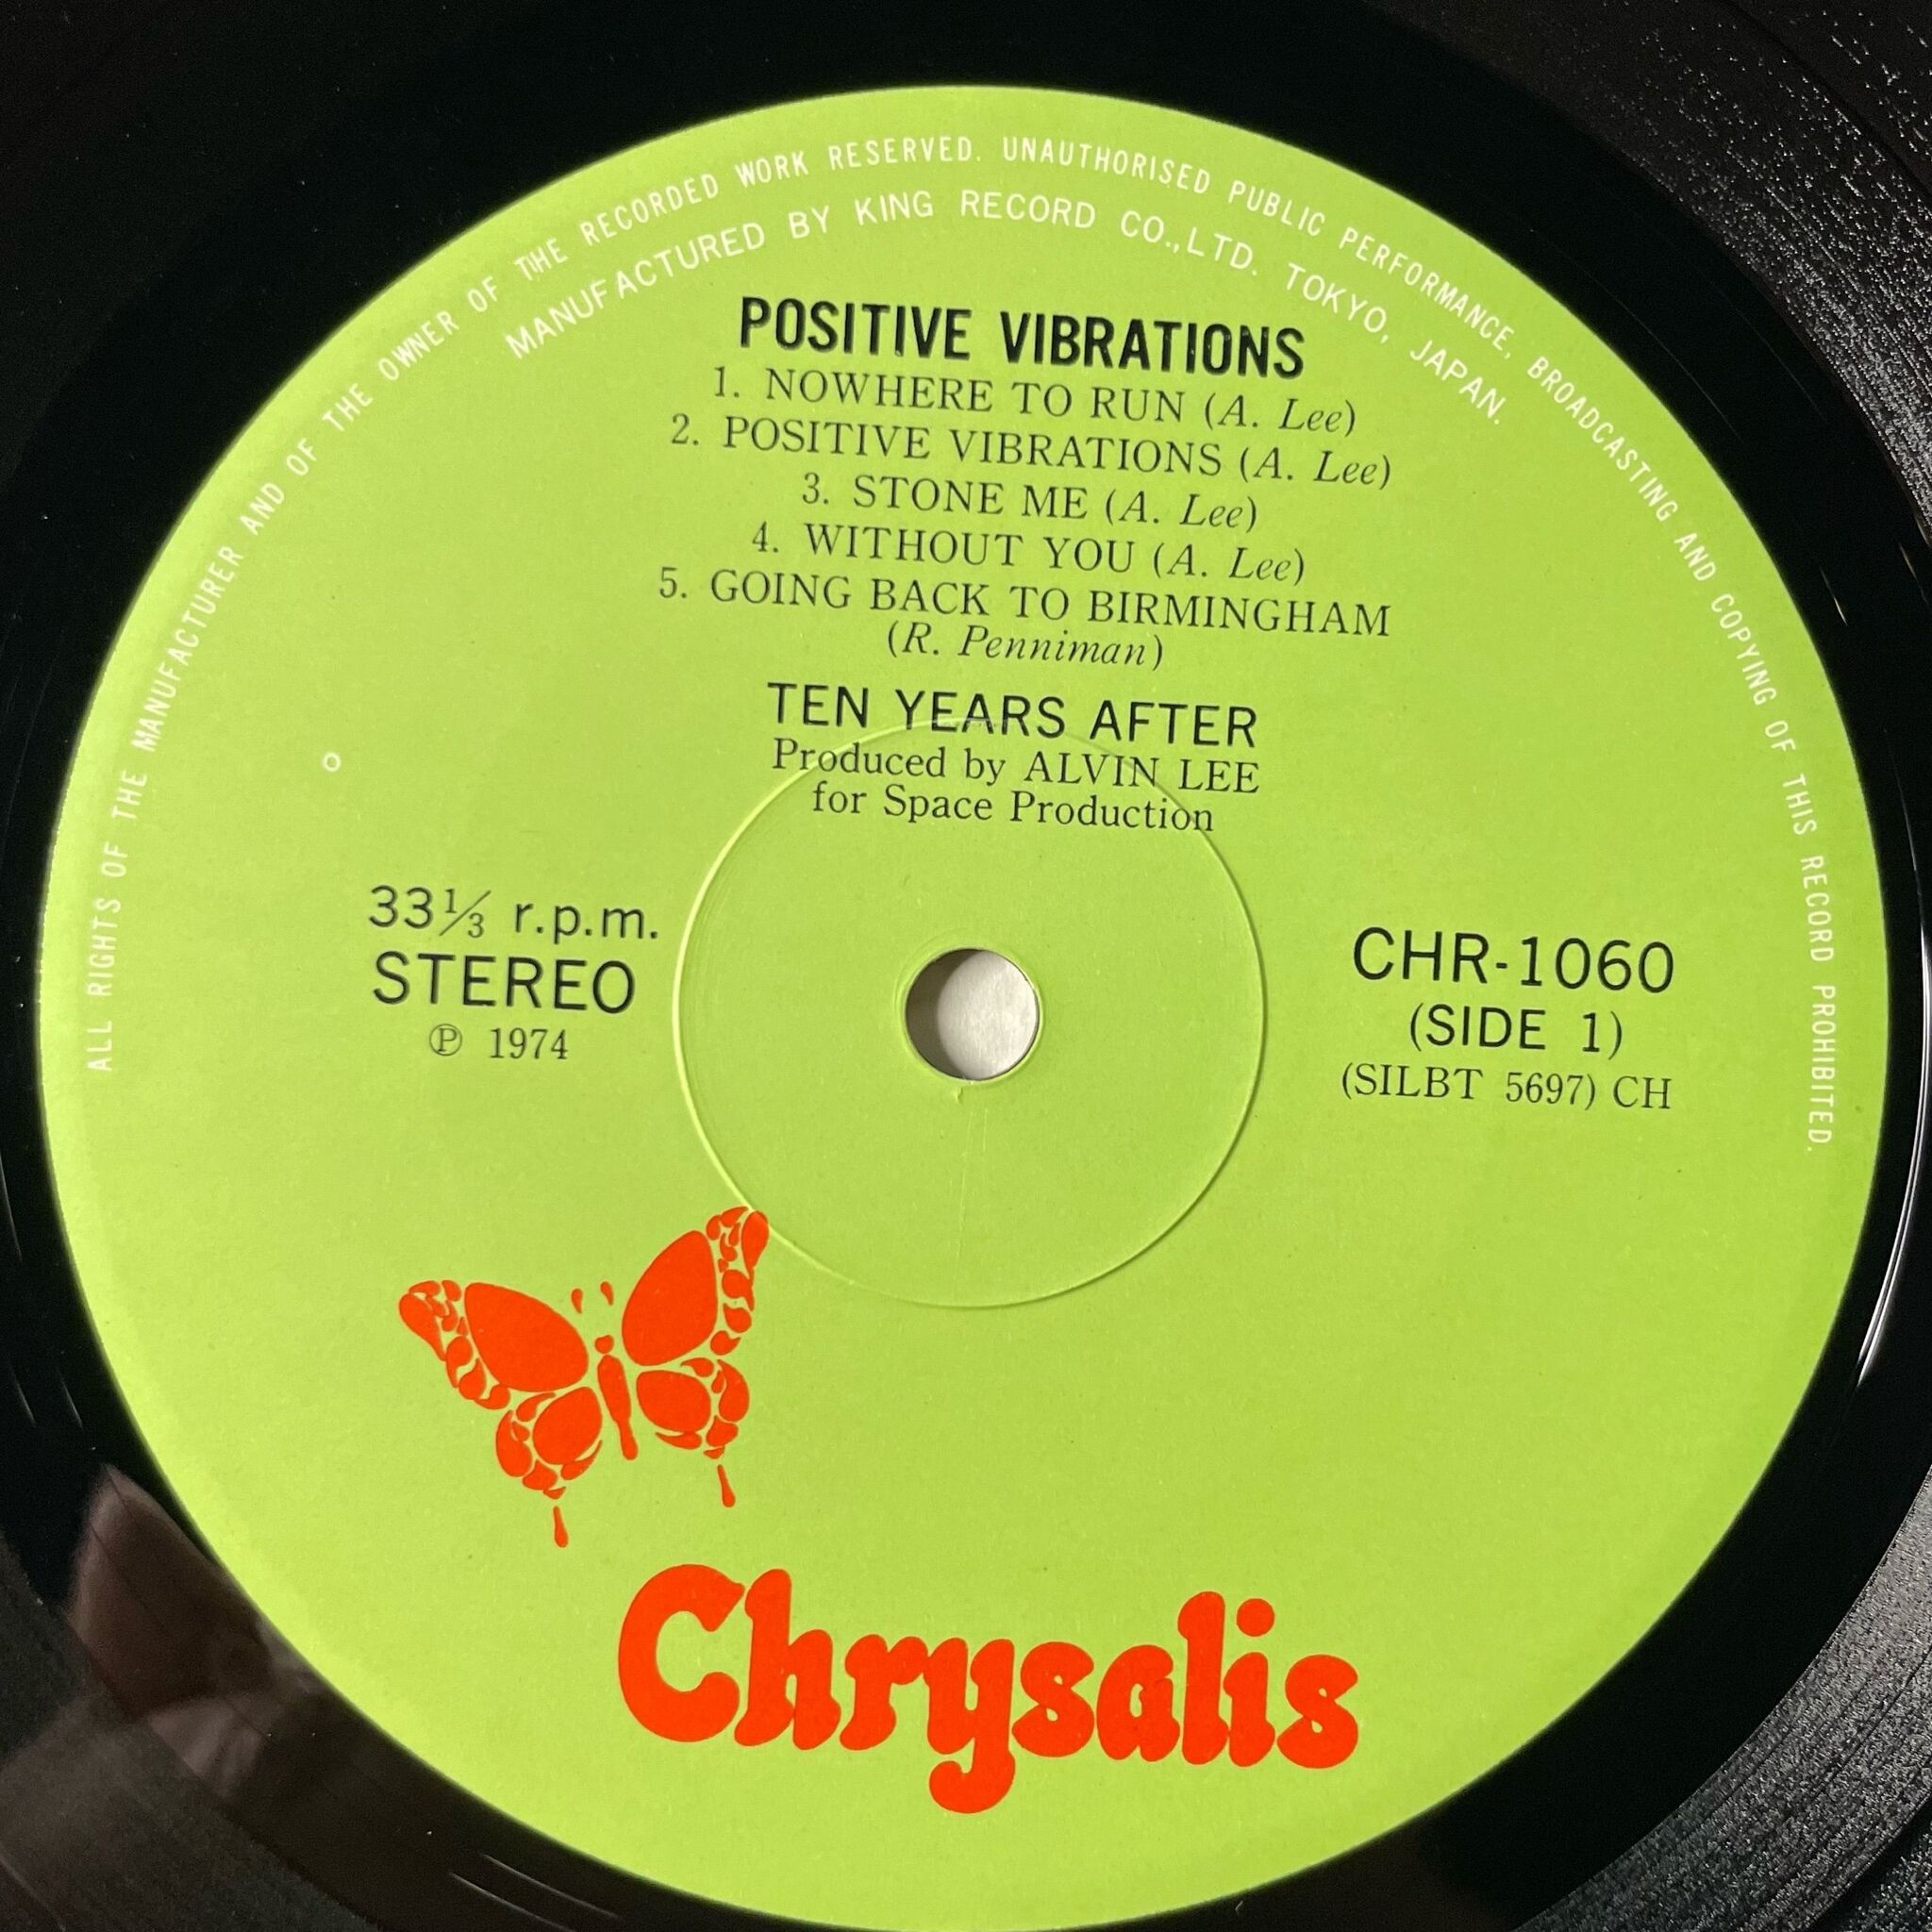 ALL RIGHTS OF THE MANUFACTURER AND OF THE OWNER OF THE RECORDED WORK RESERVED. UNAUTHORISED PUBLIC PERFORMANCE, BROADCASTING AND COPYING OF THIS RECORD PROHIBITED.
MANUFACTURED BY KING RECORD CO.,LTD. TOKYO, JAPAN.
POSITIVE VIBRATIONS
1. NOWHERE TO RUN (A. Lee)
2. POSITIVE VIBRATIONS (A. Lee)
3. STONE ME (A. Lee)
4. WITHOUT YOU (A. Lee)
5. GOING BACK TO BIRMINGHAM
(R. Penniman)
TEN YEARS AFTER
Produced by ALVIN LEE
for Space Production
33⅓ r.p.m.
STEREO
℗ 1974
CHR-1060
(SIDE 1)
(SILBT 5697) CH
Chrysalis